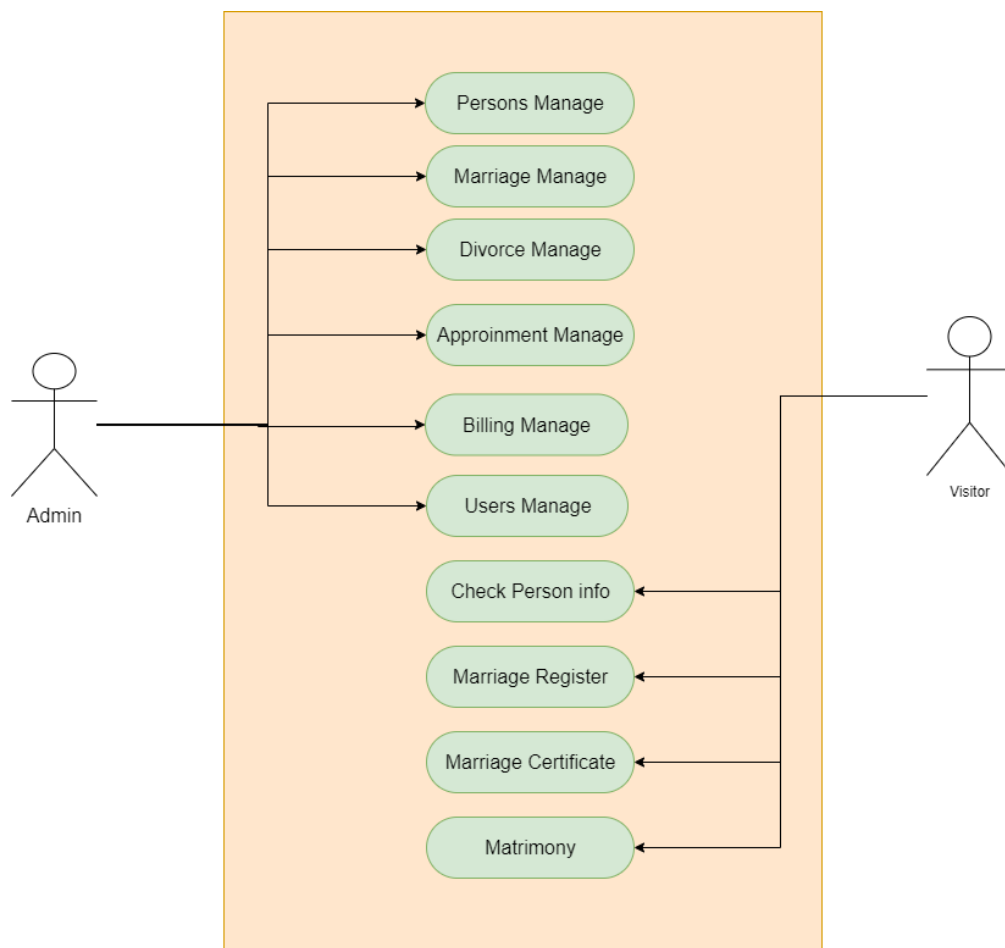 Persons Manage
Marriage Manage
Divorce Manage
Approinment Manage
Billing Manage
Users Manage
Check Person info
Marriage Register
Marriage Certificate
Matrimony
Admin
Visitor